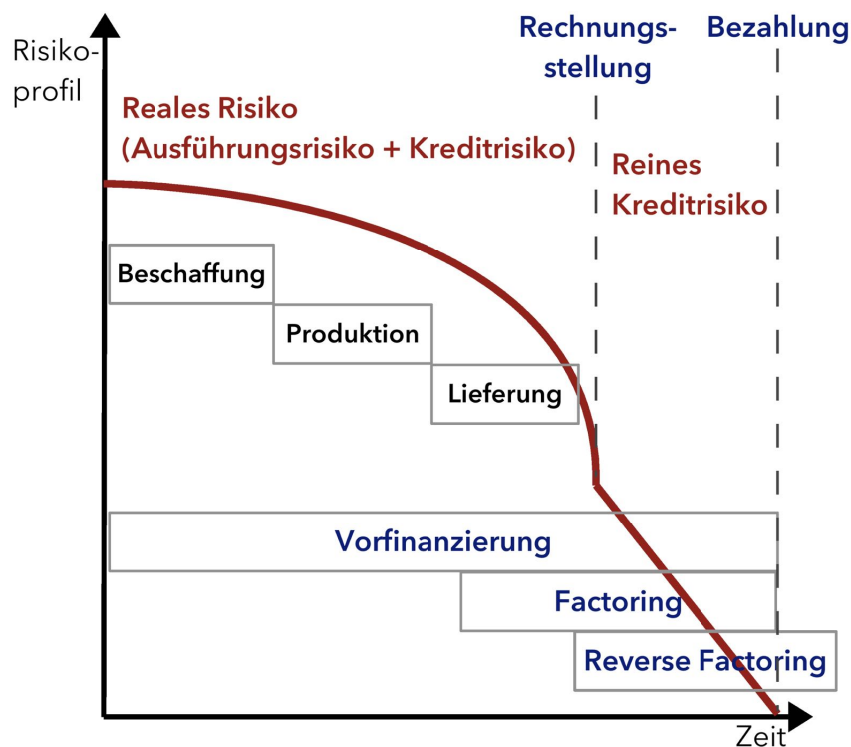 Risiko-
profil
Rechnungs-
stellung
Bezahlung
Reales Risiko
(Ausführungsrisiko + Kreditrisiko)
Reines
Kreditrisiko
Beschaffung
Produktion
Lieferung
Vorfinanzierung
Factoring
Reverse Factoring
Zeit